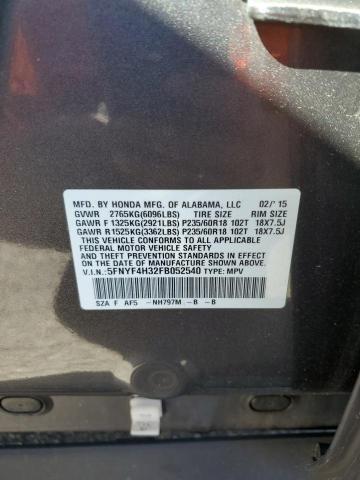 MFD. BY HONDA MFG. OF ALABAMA, LLC 02/'15
GVWR 2765KG(6096LBS) TIRE SIZE RIM SIZE
GAWR F 1325KG(2921LBS) P235/60R18 102T 18X7.5J
GAWR R 1525KG(3362LBS) P235/60R18 102T 18X7.5J
THIS VEHICLE CONFORMS TO ALL APPLICABLE FEDERAL
MOTOR VEHICLE SAFETY AND THEFT PREVENTION STANDARDS
IN EFFECT ON THE DATE OF MANUFACTURE SHOWN ABOVE.
V.I.N.:5FNYF4H32FB052540 TYPE: MPV
SZA F AF5 -NH797M -B -B